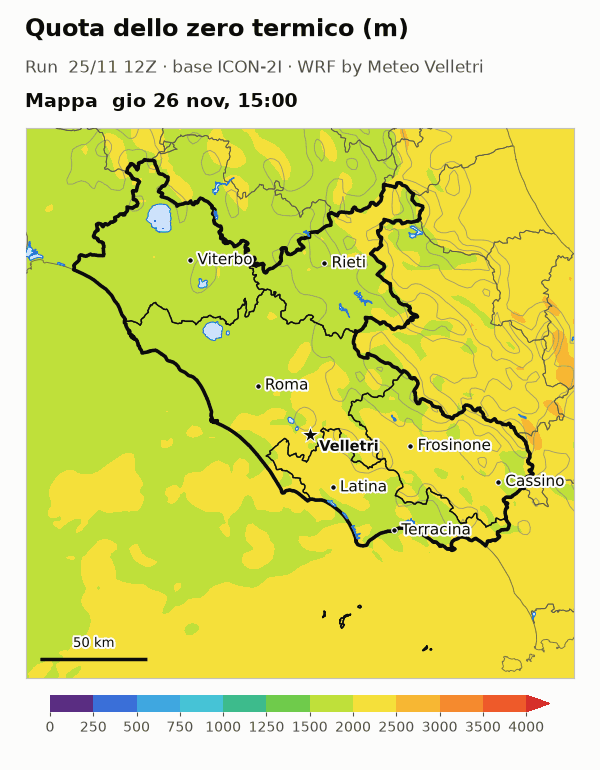 Quota dello zero termico (m)
Run  25/11 12Z · base ICON-2I · WRF by Meteo Velletri
Mappa  gio 26 nov, 15:00
Viterbo
Rieti
Roma
Velletri
Frosinone
Cassino
Latina
Terracina
50 km
0 250 500 750 1000 1250 1500 2000 2500 3000 3500 4000